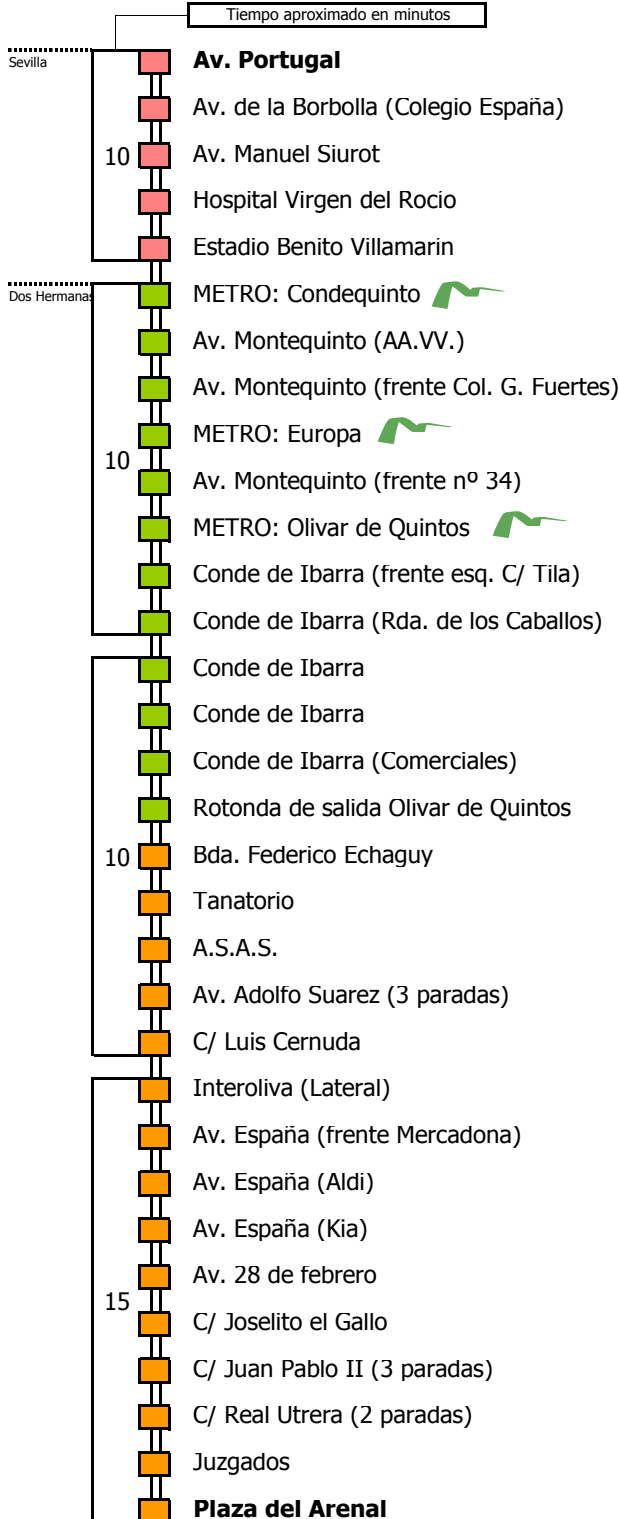 Tiempo aproximado en minutos
Sevilla
Av. Portugal
Av. de la Borbolla (Colegio España)
10 Av. Manuel Siurot
Hospital Virgen del Rocio
Estadio Benito Villamarin
Dos Hermanas METRO: Condequinto
Av. Montequinto (AA.VV.)
Av. Montequinto (frente Col. G. Fuertes)
METRO: Europa
10
Av. Montequinto (frente nº 34)
METRO: Olivar de Quintos
Conde de Ibarra (frente esq. C/ Tila)
Conde de Ibarra (Rda. de los Caballos)
Conde de Ibarra
Conde de Ibarra
Conde de Ibarra (Comerciales)
Rotonda de salida Olivar de Quintos
10 Bda. Federico Echaguy
Tanatorio
A.S.A.S.
Av. Adolfo Suarez (3 paradas)
C/ Luis Cernuda
Interoliva (Lateral)
Av. España (frente Mercadona)
Av. España (Aldi)
Av. España (Kia)
Av. 28 de febrero
15
C/ Joselito el Gallo
C/ Juan Pablo II (3 paradas)
C/ Real Utrera (2 paradas)
Juzgados
Plaza del Arenal